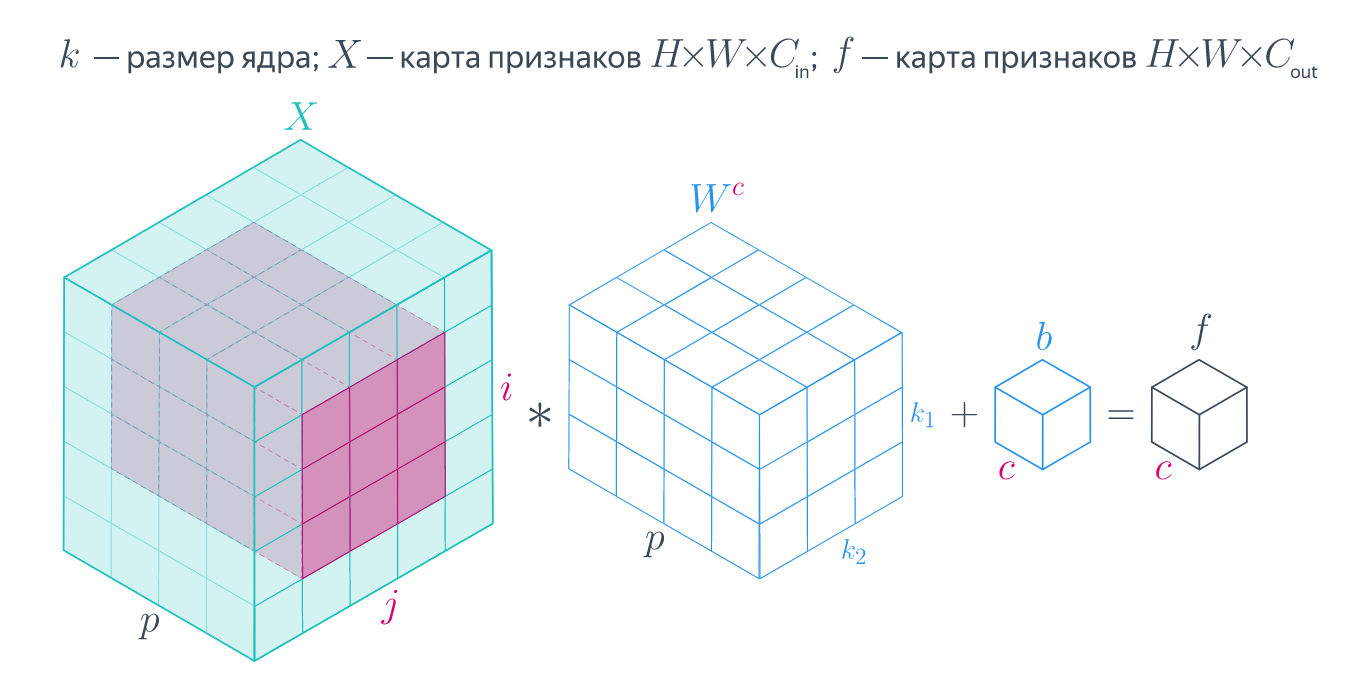 k — размер ядра; X — карта признаков H×W×C_in; f — карта признаков H×W×C_out
X
W^c
b
f
i
*
k_1
+
=
c
c
p
k_2
j
p